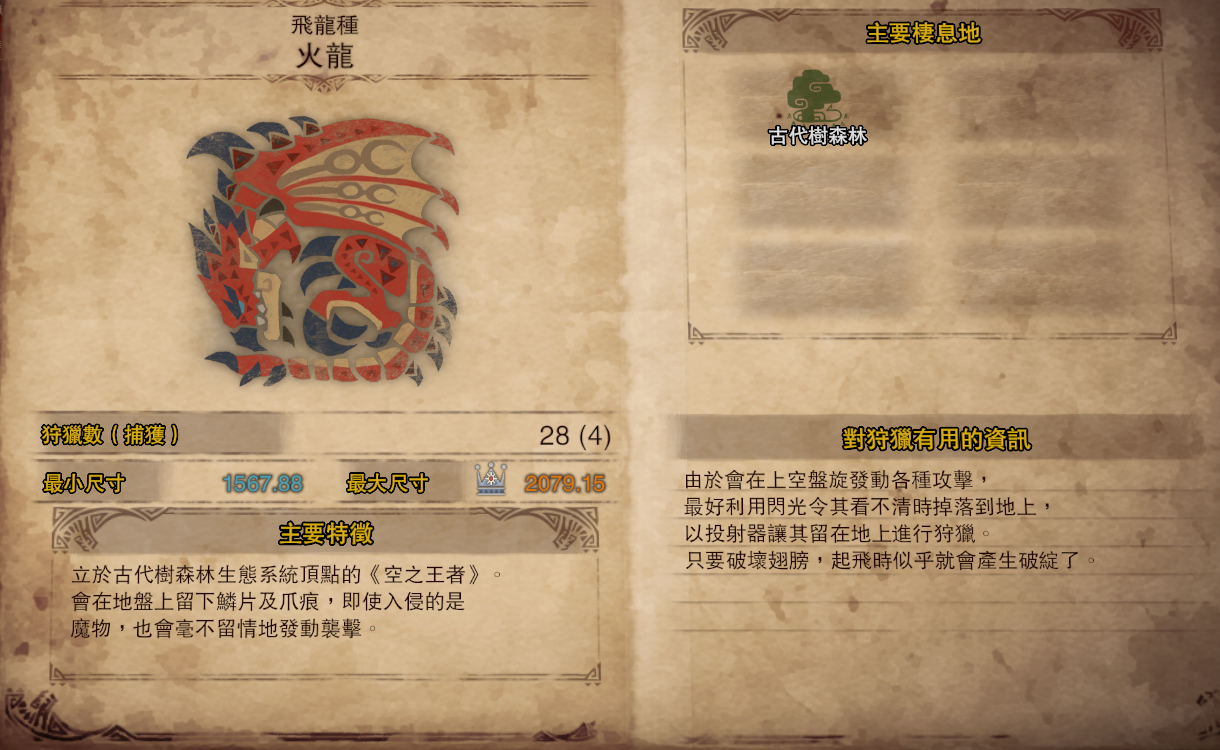 飛龍種
火龍
狩獵數(捕獲)
28 (4)
最小尺寸
1567.88
最大尺寸
2079.15
主要特徵
立於古代樹森林生態系統頂點的《空之王者》。
會在地盤上留下鱗片及爪痕，即使入侵的是
魔物，也會毫不留情地發動襲擊。
主要棲息地
古代樹森林
對狩獵有用的資訊
由於會在上空盤旋發動各種攻擊，
最好利用閃光令其看不清時掉落到地上，
以投射器讓其留在地上進行狩獵。
只要破壞翅膀，起飛時似乎就會產生破綻了。